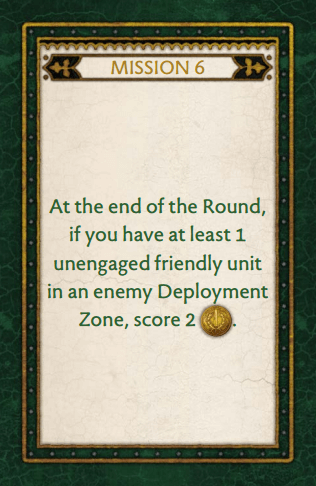 MISSION 6
At the end of the Round,
if you have at least 1
unengaged friendly unit
in an enemy Deployment
Zone, score 2 .